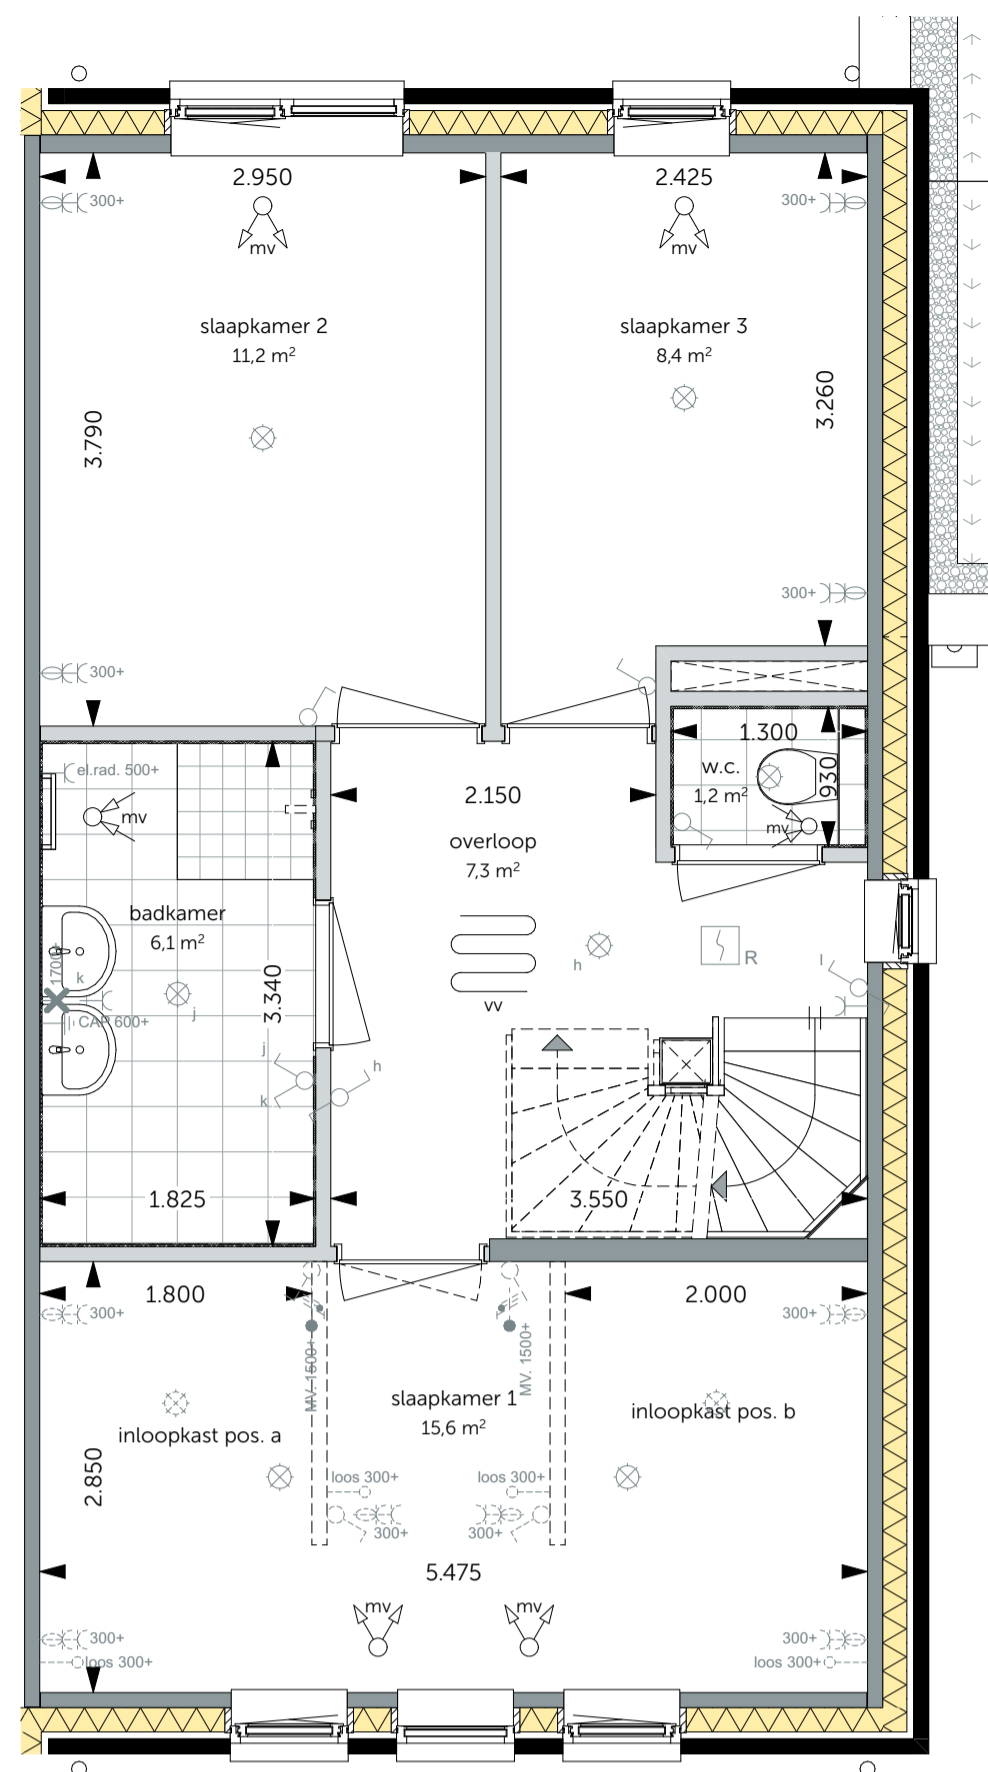 2.950
2.425
300+
300+
mv
mv
slaapkamer 2
11,2 m²
slaapkamer 3
8,4 m²
3.790
3.260
300+
300+
1.300
w.c.
1,2 m²
930
mv
el.rad. 500+
mv
2.150
overloop
7,3 m²
badkamer
6,1 m²
1700+
k
CAP 600+
j
3.340
h
R
l
vv
j
k
h
1.825
3.550
1.800
2.000
300+
300+
MV. 1500+
MV. 1500+
slaapkamer 1
15,6 m²
inloopkast pos. a
inloopkast pos. b
2.850
loos 300+
loos 300+
300+
300+
5.475
mv
mv
300+
300+
loos 300+
loos 300+